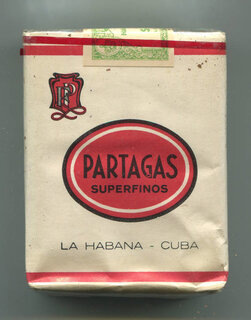 PARTAGAS
SUPERFINOS
LA HABANA - CUBA